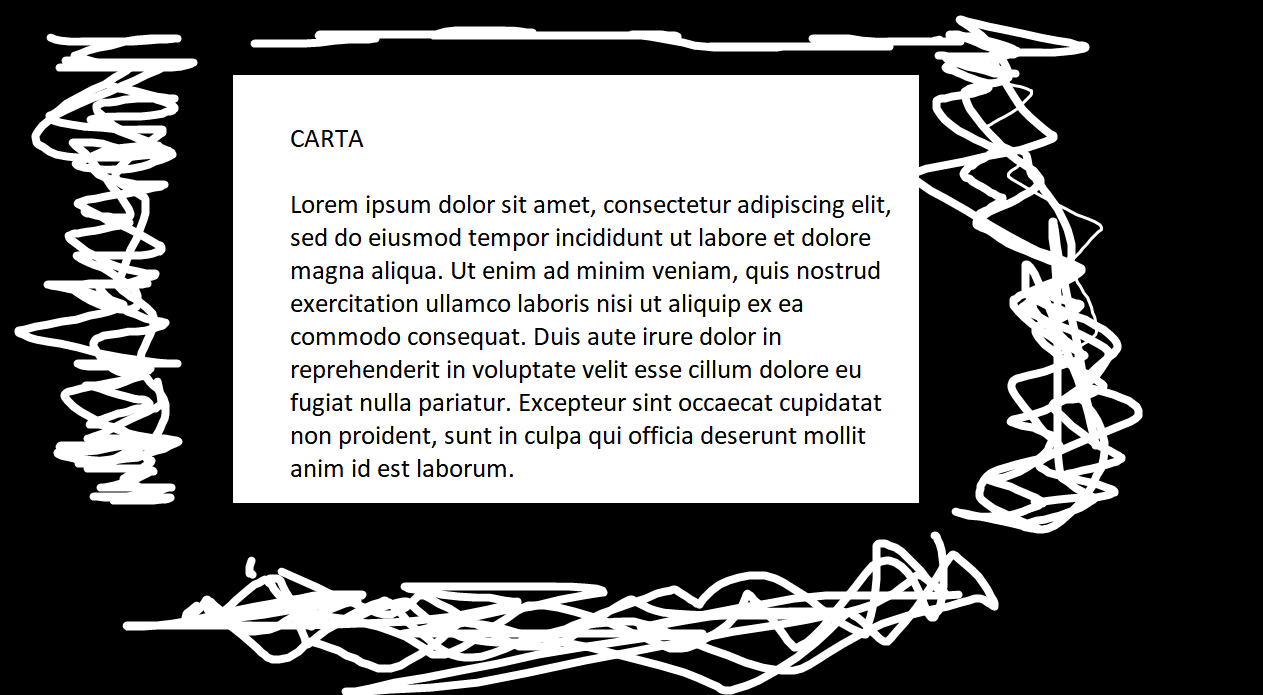 CARTA
Lorem ipsum dolor sit amet, consectetur adipiscing elit,
sed do eiusmod tempor incididunt ut labore et dolore
magna aliqua. Ut enim ad minim veniam, quis nostrud
exercitation ullamco laboris nisi ut aliquip ex ea
commodo consequat. Duis aute irure dolor in
reprehenderit in voluptate velit esse cillum dolore eu
fugiat nulla pariatur. Excepteur sint occaecat cupidatat
non proident, sunt in culpa qui officia deserunt mollit
anim id est laborum.